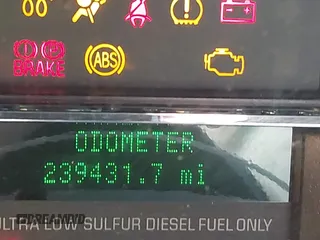 BRAKE
ABS
ODOMETER
239431.7 mi
ULTRA LOW SULFUR DIESEL FUEL ONLY